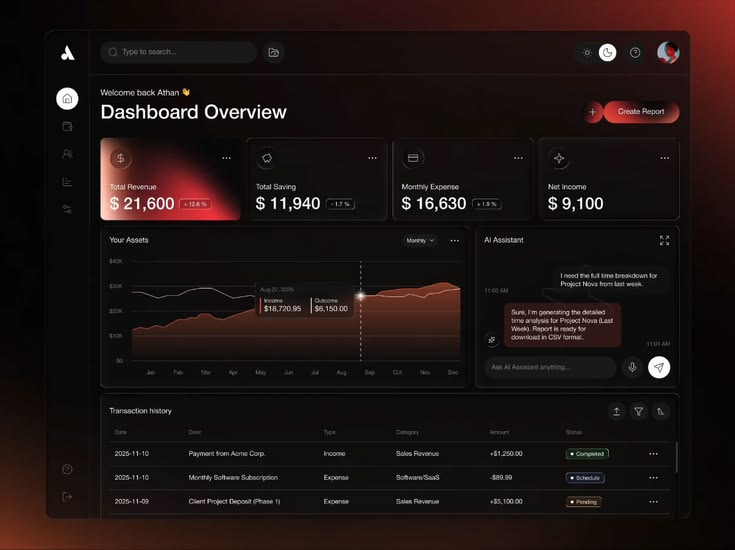 Type to search...
Welcome back Athan 👋
Dashboard Overview
+ Create Report
Total Revenue
$ 21,600 + 12.6 %
Total Saving
$ 11,940 - 1.7 %
Monthly Expense
$ 16,630 + 1.9 %
Net Income
$ 9,100
Your Assets
Monthly
$40K
$30K
$20K
$10K
$0
Aug 27, 2025
Income
$18,720.95
Outcome
$6,150.00
Jan Feb Mar Apr May Jun Jul Aug Sep Oct Nov Dec
AI Assistant
I need the full time breakdown for
Project Nova from last week.
11:00 AM
Sure, I'm generating the detailed
time analysis for Project Nova (Last
Week). Report is ready for
download in CSV format.
11:01 AM
Ask AI Assistant anything...
Transaction history
Date Desc Type Category Amount Status
2025-11-10 Payment from Acme Corp. Income Sales Revenue +$1,250.00 Completed
2025-11-10 Monthly Software Subscription Expense Software/SaaS -$89.99 Schedule
2025-11-09 Client Project Deposit (Phase 1) Expense Sales Revenue +$5,100.00 Pending